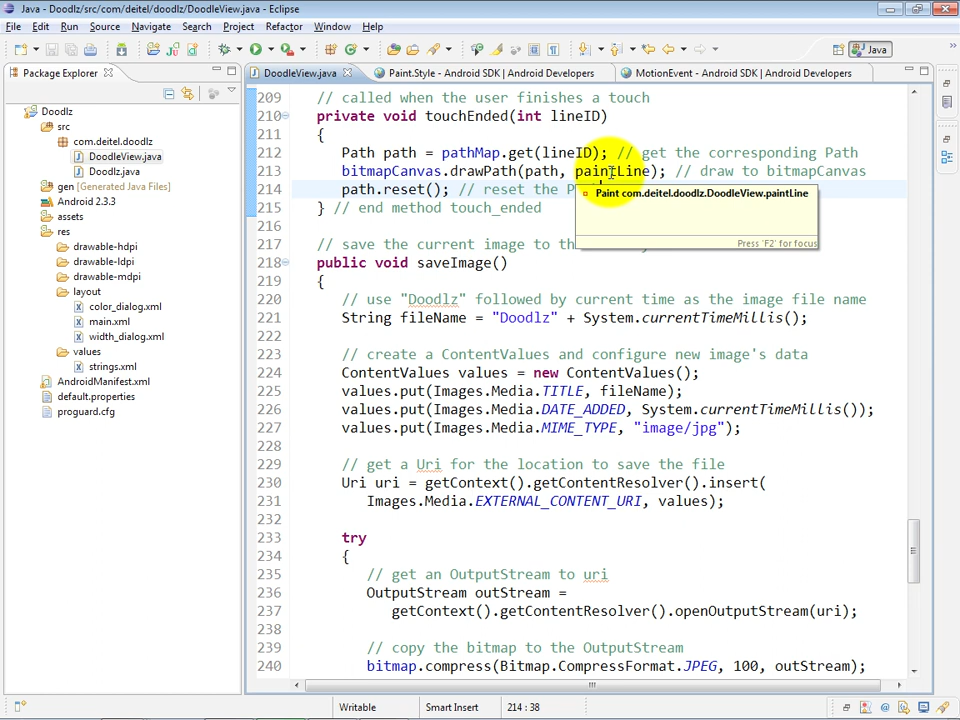 Java - Doodlz/src/com/deitel/doodlz/DoodleView.java - Eclipse
File Edit Run Source Navigate Search Project Refactor Window Help
Java
Package Explorer
DoodleView.java
Paint.Style - Android SDK | Android Developers
MotionEvent - Android SDK | Android Developers
Doodlz
src
com.deitel.doodlz
DoodleView.java
Doodlz.java
gen [Generated Java Files]
Android 2.3.3
assets
res
drawable-hdpi
drawable-ldpi
drawable-mdpi
layout
color_dialog.xml
main.xml
width_dialog.xml
values
strings.xml
AndroidManifest.xml
default.properties
proguard.cfg
209 // called when the user finishes a touch
210 private void touchEnded(int lineID)
211 {
212 Path path = pathMap.get(lineID); // get the corresponding Path
213 bitmapCanvas.drawPath(path, paintLine); // draw to bitmapCanvas
214 path.reset(); // reset the P
215 } // end method touch_ended
Paint com.deitel.doodlz.DoodleView.paintLine
Press 'F2' for focus
216
217 // save the current image to th
218 public void saveImage()
219 {
220 // use "Doodlz" followed by current time as the image file name
221 String fileName = "Doodlz" + System.currentTimeMillis();
222
223 // create a ContentValues and configure new image's data
224 ContentValues values = new ContentValues();
225 values.put(Images.Media.TITLE, fileName);
226 values.put(Images.Media.DATE_ADDED, System.currentTimeMillis());
227 values.put(Images.Media.MIME_TYPE, "image/jpg");
228
229 // get a Uri for the location to save the file
230 Uri uri = getContext().getContentResolver().insert(
231 Images.Media.EXTERNAL_CONTENT_URI, values);
232
233 try
234 {
235 // get an OutputStream to uri
236 OutputStream outStream =
237 getContext().getContentResolver().openOutputStream(uri);
238
239 // copy the bitmap to the OutputStream
240 bitmap.compress(Bitmap.CompressFormat.JPEG, 100, outStream);
Writable
Smart Insert
214 : 38